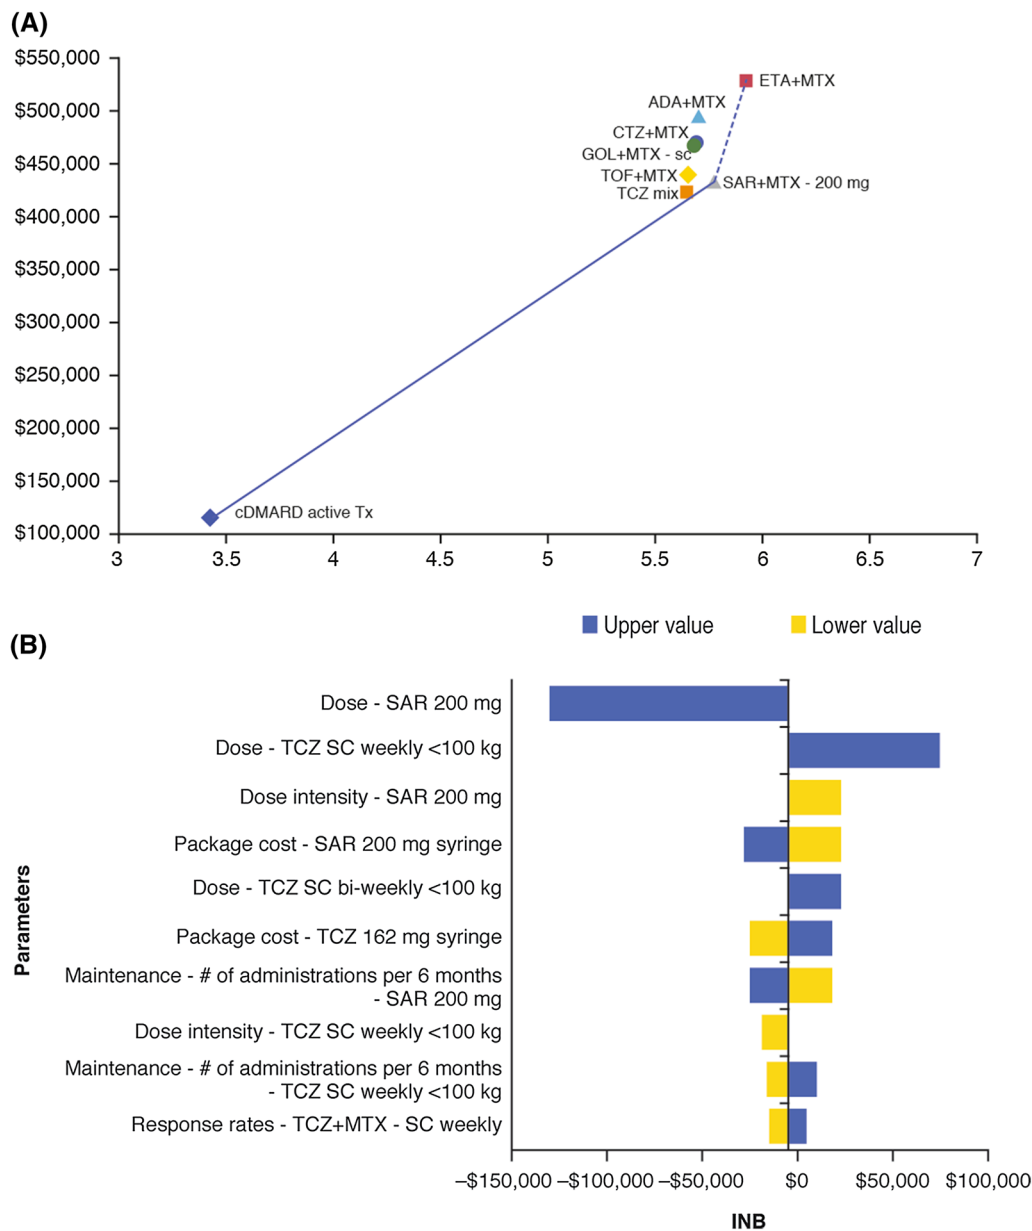 (A)
$550,000
$500,000
$450,000
$400,000
$350,000
$300,000
$250,000
$200,000
$150,000
$100,000
ETA+MTX
ADA+MTX
CTZ+MTX
GOL+MTX - sc
TOF+MTX
SAR+MTX - 200 mg
TCZ mix
cDMARD active Tx
3 3.5 4 4.5 5 5.5 6 6.5 7
(B)
Upper value Lower value
Parameters
Dose - SAR 200 mg
Dose - TCZ SC weekly <100 kg
Dose intensity - SAR 200 mg
Package cost - SAR 200 mg syringe
Dose - TCZ SC bi-weekly <100 kg
Package cost - TCZ 162 mg syringe
Maintenance - # of administrations per 6 months
- SAR 200 mg
Dose intensity - TCZ SC weekly <100 kg
Maintenance - # of administrations per 6 months
- TCZ SC weekly <100 kg
Response rates - TCZ+MTX - SC weekly
–$150,000 –$100,000 –$50,000 $0 $50,000 $100,000
INB